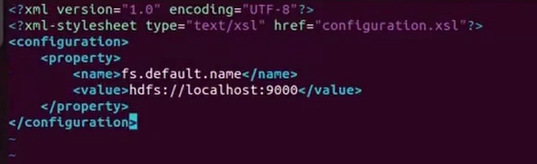 <?xml version="1.0" encoding="UTF-8"?>
<?xml-stylesheet type="text/xsl" href="configuration.xsl"?>
<configuration>
    <property>
        <name>fs.default.name</name>
        <value>hdfs://localhost:9000</value>
    </property>
</configuration>
~
~